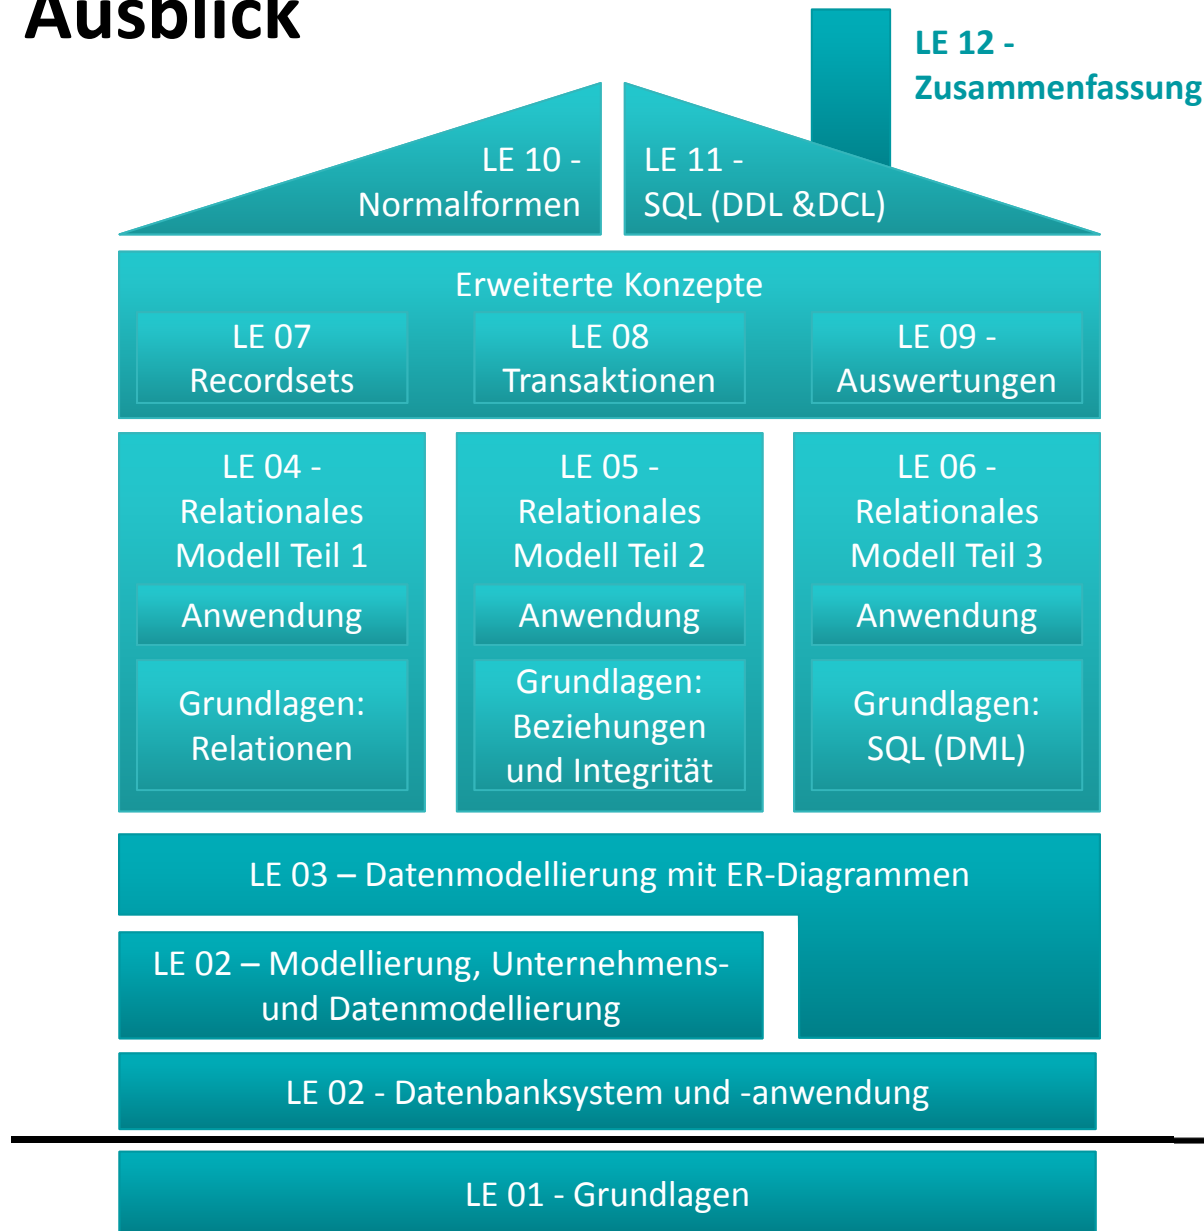 Ausblick
LE 12 -
Zusammenfassung
LE 10 -
Normalformen
LE 11 -
SQL (DDL &DCL)
Erweiterte Konzepte
LE 07
Recordsets
LE 08
Transaktionen
LE 09 -
Auswertungen
LE 04 -
Relationales
Modell Teil 1
Anwendung
Grundlagen:
Relationen
LE 05 -
Relationales
Modell Teil 2
Anwendung
Grundlagen:
Beziehungen
und Integrität
LE 06 -
Relationales
Modell Teil 3
Anwendung
Grundlagen:
SQL (DML)
LE 03 – Datenmodellierung mit ER-Diagrammen
LE 02 – Modellierung, Unternehmens-
und Datenmodellierung
LE 02 - Datenbanksystem und -anwendung
LE 01 - Grundlagen